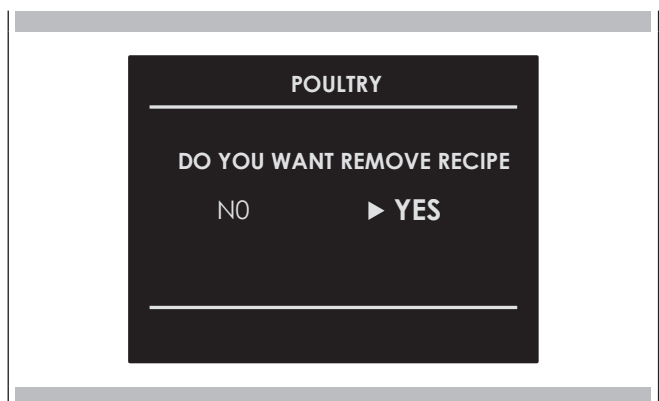 POULTRY
DO YOU WANT REMOVE RECIPE
N0 ▶ YES